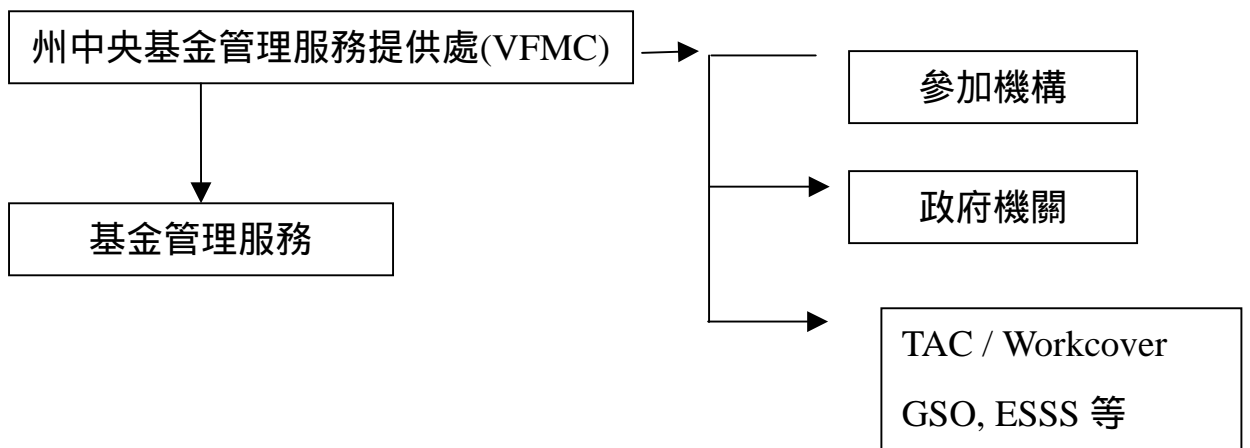 州中央基金管理服務提供處(VFMC)
參加機構
政府機關
基金管理服務
TAC / Workcover
GSO, ESSS 等